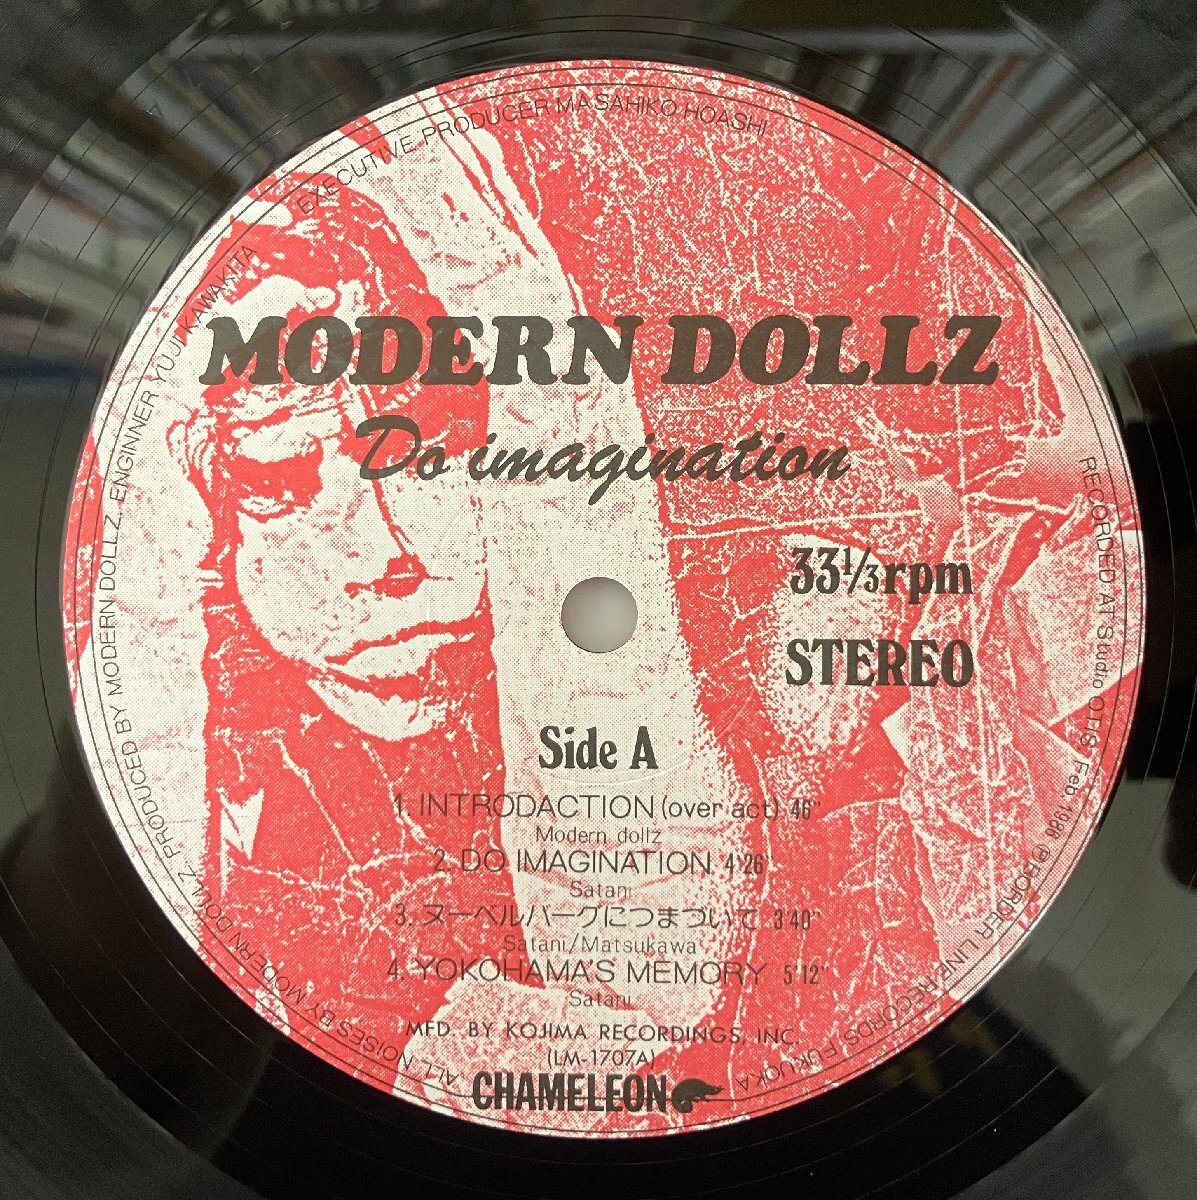 EXECUTIVE PRODUCER MASAHIKO HOASHI
MODERN DOLLZ
Do imagination
33⅓rpm
STEREO
Side A
1. INTRODACTION (over act) 46"
Modern dollz
2. DO IMAGINATION 4'26"
Satani
3. ヌーベルバーグにつまづいて 3'40"
Satani/Matsukawa
4. YOKOHAMA'S MEMORY 5'12"
Satani
MFD. BY KOJIMA RECORDINGS, INC.
(LM-1707A)
CHAMELEON
ALL NOISES BY MODERN DOLLZ, PRODUCED BY MODERN DOLLZ, ENGINNER YUJI KAWAKITA
RECORDED AT Studio OTIS, Feb, 1986 Ⓟ BORDER LINE RECORDS, FUKUOKA